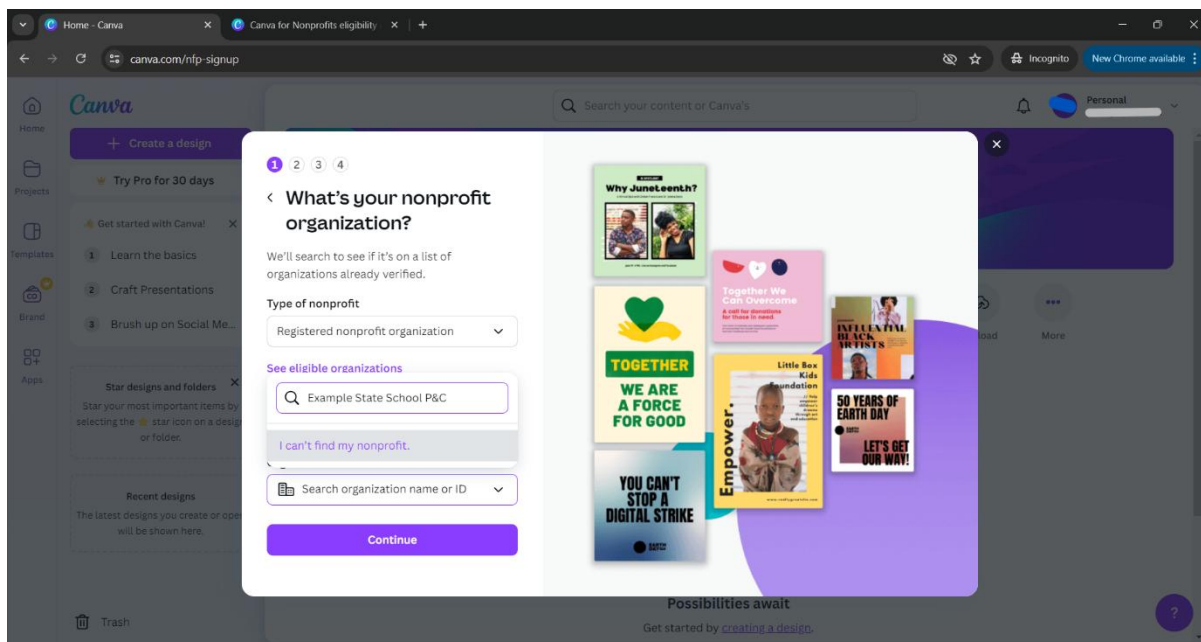 Home - Canva
Canva for Nonprofits eligibility
canva.com/nfp-signup
Incognito
New Chrome available
Canva
Search your content or Canva's
Personal
Home
Create a design
Projects
Try Pro for 30 days
Get started with Canva!
Templates
1 Learn the basics
2 Craft Presentations
Brand
3 Brush up on Social Me...
Apps
Star designs and folders
Star your most important items by
selecting the star icon on a design
or folder.
Recent designs
The latest designs you create or open
will be shown here.
Trash
1 2 3 4
What's your nonprofit
organization?
We'll search to see if it's on a list of
organizations already verified.
Type of nonprofit
Registered nonprofit organization
See eligible organizations
Example State School P&C
I can't find my nonprofit.
Search organization name or ID
Continue
Why Juneteenth?
Together We
Can Overcome
A call for donations
for those in need
TOGETHER
WE ARE
A FORCE
FOR GOOD
INFLUENTIAL
BLACK
ARTISTS
Little Box
Kids
Foundation
Empower.
50 YEARS OF
EARTH DAY
LET'S GET
OUR WAY!
YOU CAN'T
STOP A
DIGITAL STRIKE
More
Possibilities await
Get started by creating a design.
?